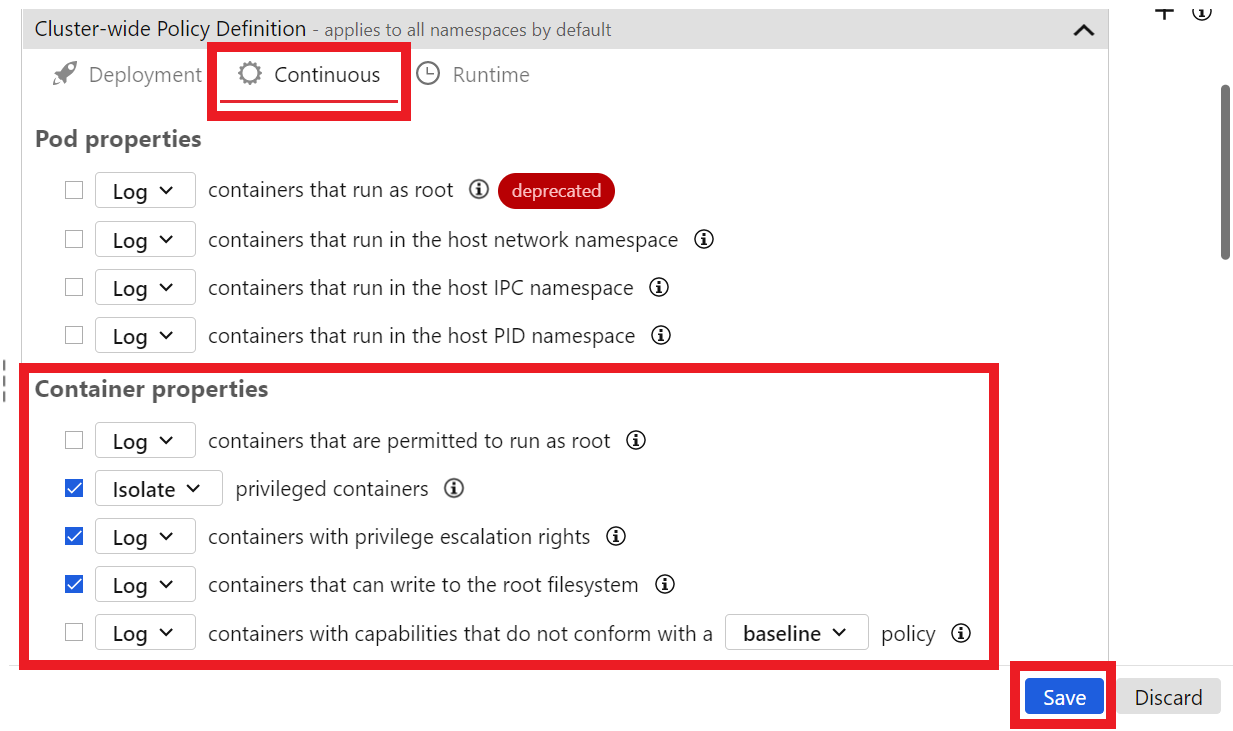 Cluster-wide Policy Definition - applies to all namespaces by default
Deployment Continuous Runtime
Pod properties
Log containers that run as root deprecated
Log containers that run in the host network namespace
Log containers that run in the host IPC namespace
Log containers that run in the host PID namespace
Container properties
Log containers that are permitted to run as root
Isolate privileged containers
Log containers with privilege escalation rights
Log containers that can write to the root filesystem
Log containers with capabilities that do not conform with a baseline policy
Save Discard